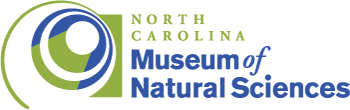 NORTH
CAROLINA
Museum of
Natural Sciences